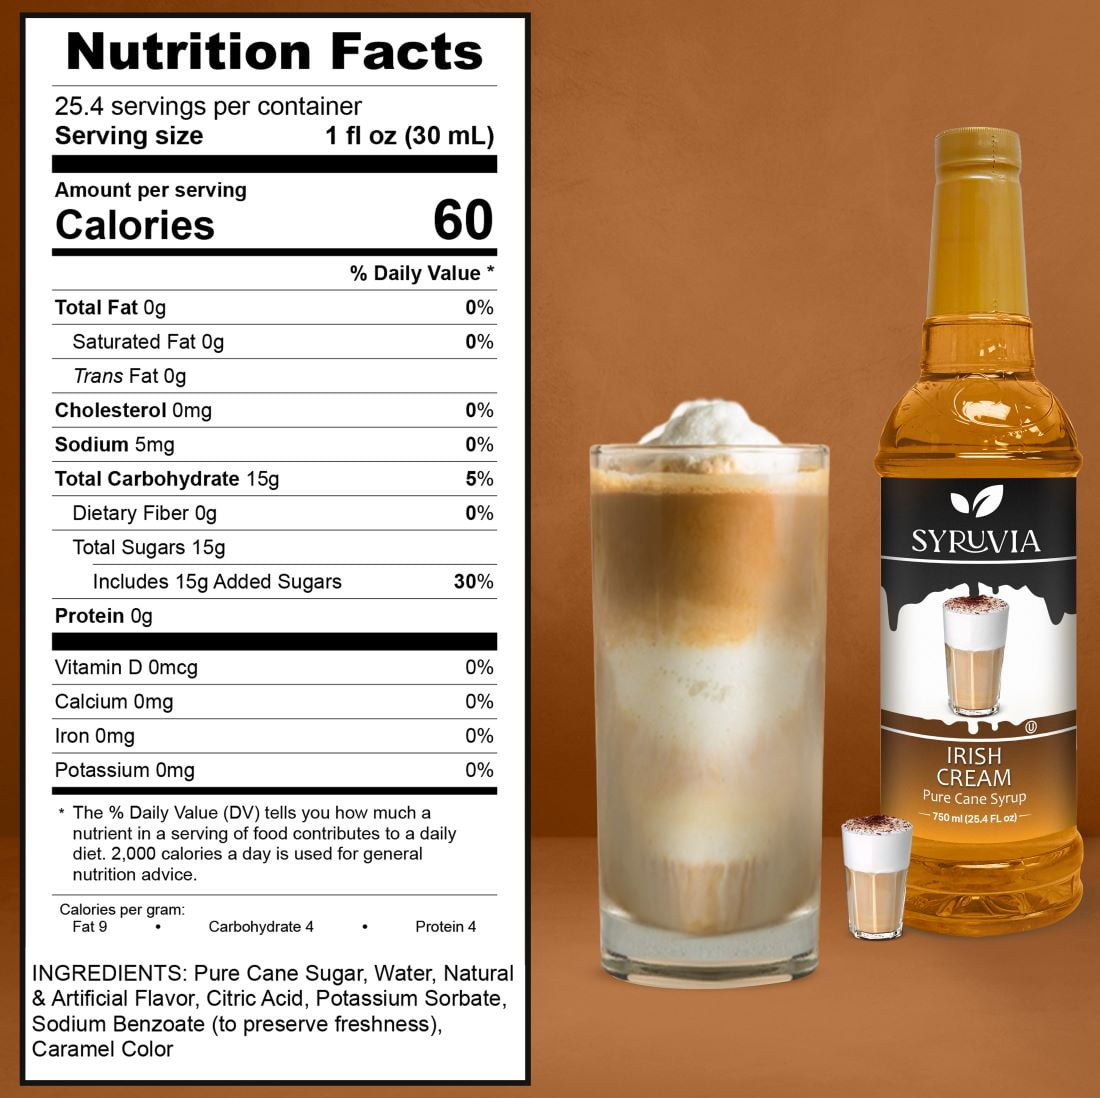 Nutrition Facts
25.4 servings per container
Serving size 1 fl oz (30 mL)
Amount per serving
Calories 60
% Daily Value *
Total Fat 0g 0%
Saturated Fat 0g 0%
Trans Fat 0g
Cholesterol 0mg 0%
Sodium 5mg 0%
Total Carbohydrate 15g 5%
Dietary Fiber 0g 0%
Total Sugars 15g
Includes 15g Added Sugars 30%
Protein 0g
Vitamin D 0mcg 0%
Calcium 0mg 0%
Iron 0mg 0%
Potassium 0mg 0%
* The % Daily Value (DV) tells you how much a
nutrient in a serving of food contributes to a daily
diet. 2,000 calories a day is used for general
nutrition advice.
Calories per gram:
Fat 9 • Carbohydrate 4 • Protein 4
INGREDIENTS: Pure Cane Sugar, Water, Natural
& Artificial Flavor, Citric Acid, Potassium Sorbate,
Sodium Benzoate (to preserve freshness),
Caramel Color
SYRUVIA
U
IRISH
CREAM
Pure Cane Syrup
750 ml (25.4 FL oz)